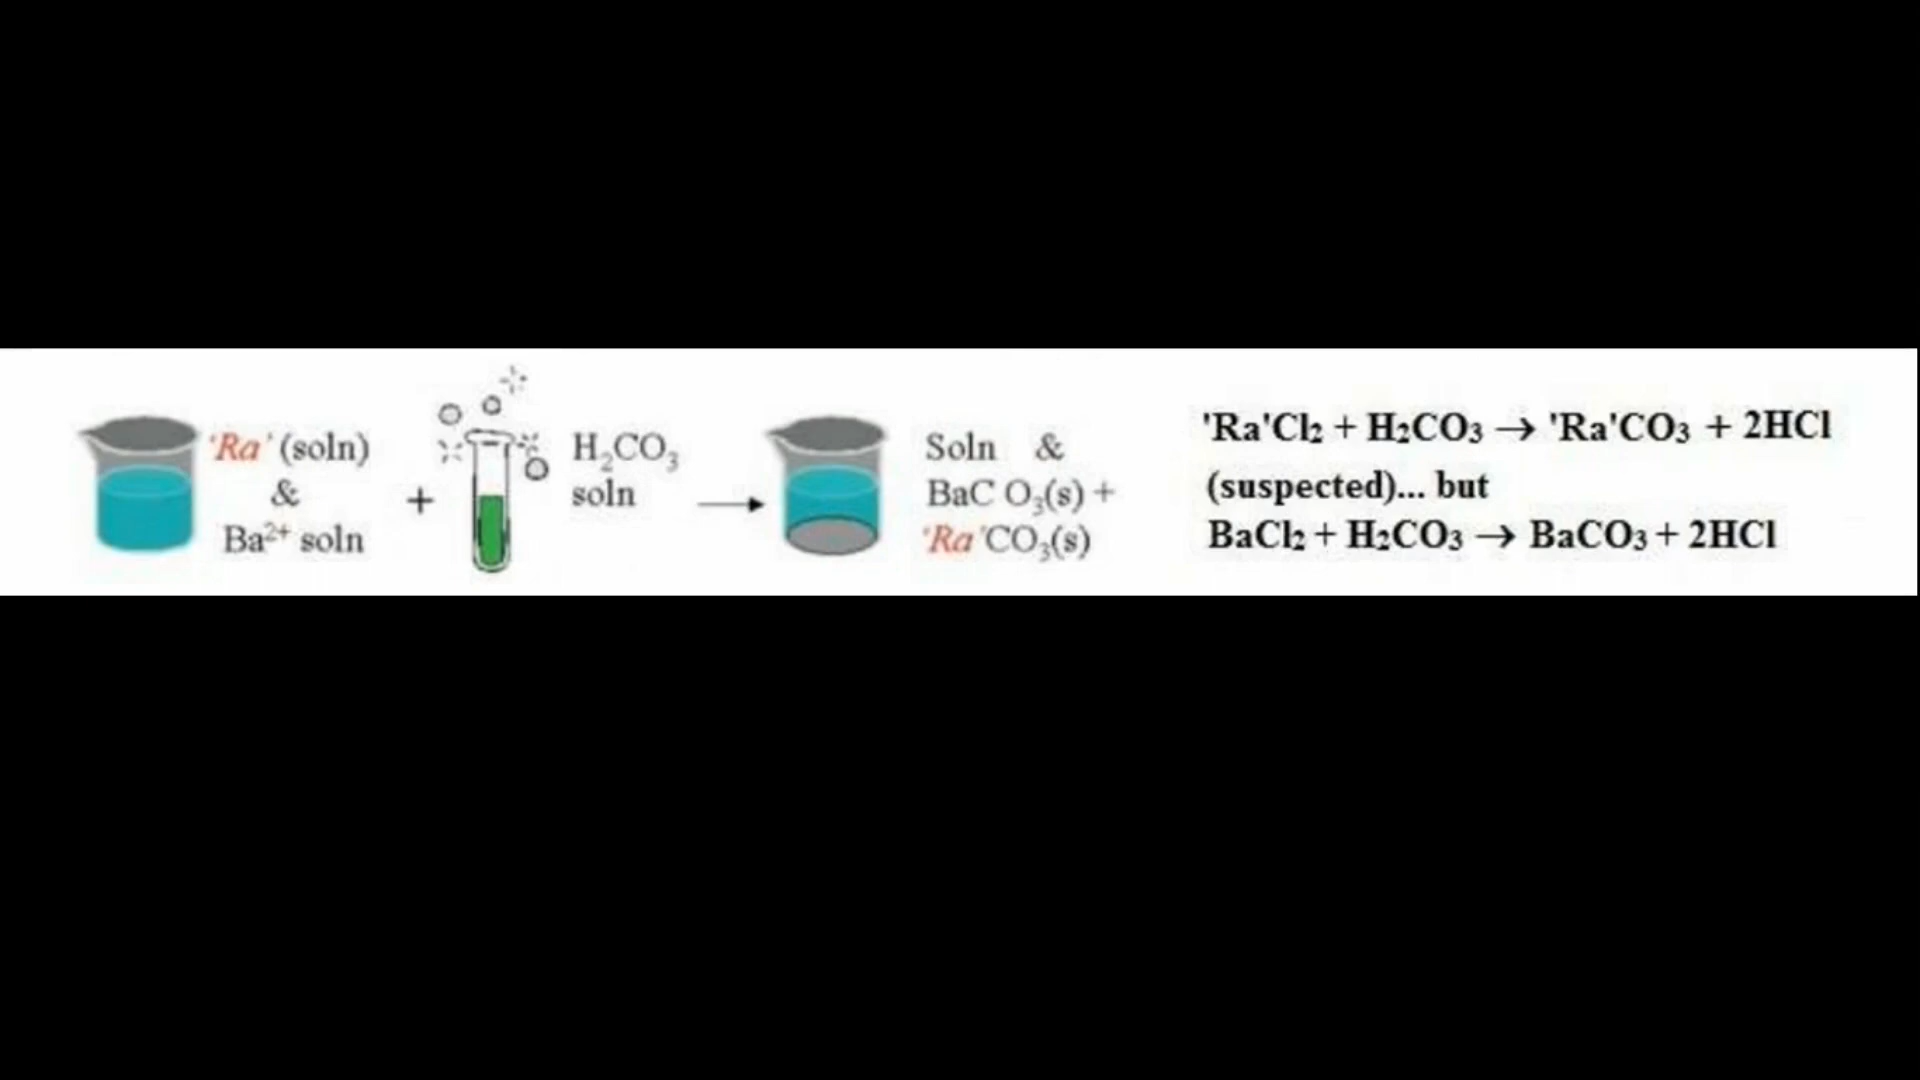 'Ra' (soln)
&
Ba²⁺ soln
+
H₂CO₃
soln
→
Soln &
BaC O₃(s) +
'Ra'CO₃(s)
'Ra'Cl₂ + H₂CO₃ → 'Ra'CO₃ + 2HCl
(suspected)... but
BaCl₂ + H₂CO₃ → BaCO₃ + 2HCl